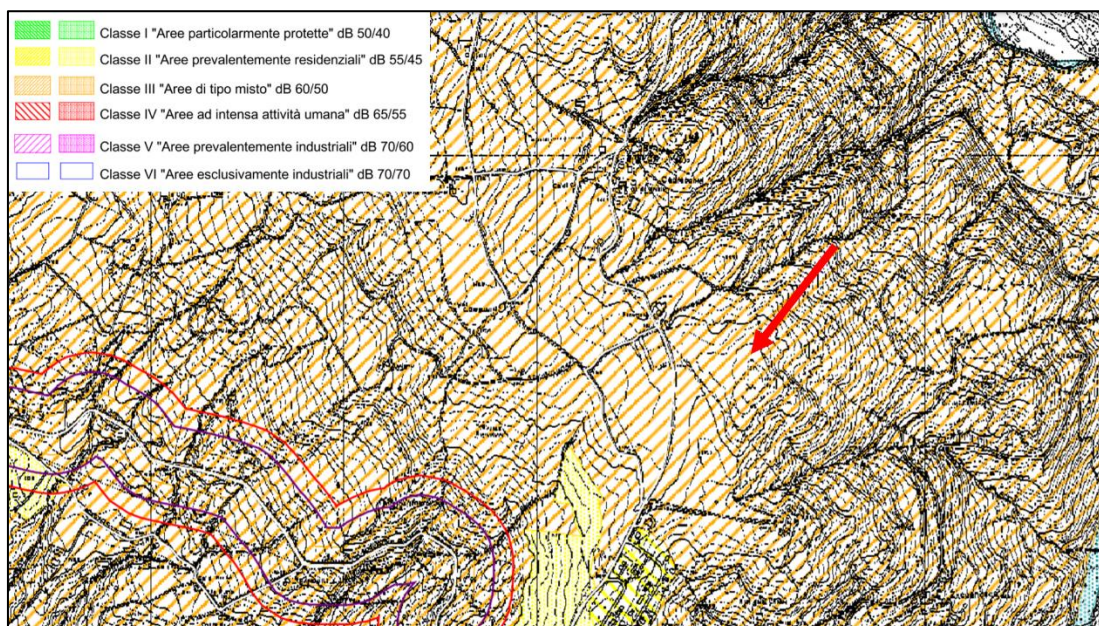 Classe I "Aree particolarmente protette" dB 50/40
Classe II "Aree prevalentemente residenziali" dB 55/45
Classe III "Aree di tipo misto" dB 60/50
Classe IV "Aree ad intensa attività umana" dB 65/55
Classe V "Aree prevalentemente industriali" dB 70/60
Classe VI "Aree esclusivamente industriali" dB 70/70